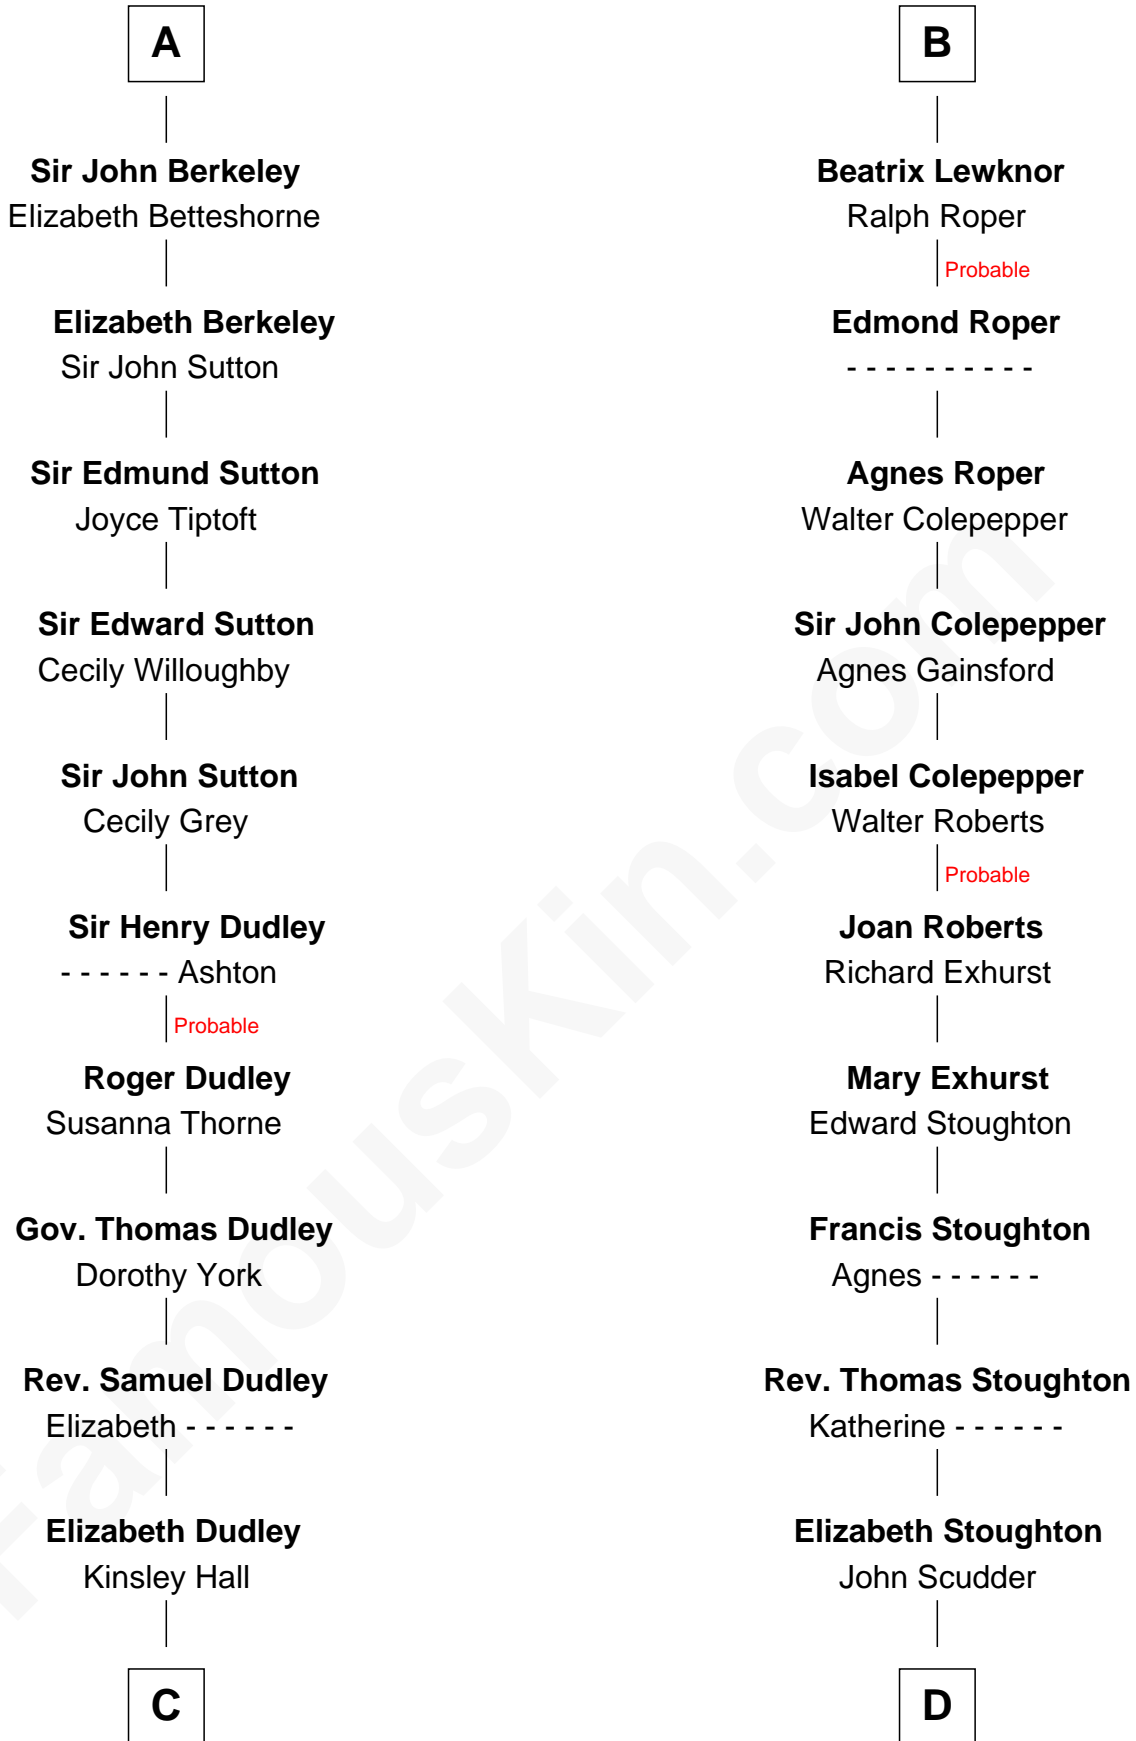 A
Sir John Berkeley
Elizabeth Betteshorne
Elizabeth Berkeley
Sir John Sutton
Sir Edmund Sutton
Joyce Tiptoft
Sir Edward Sutton
Cecily Willoughby
Sir John Sutton
Cecily Grey
Sir Henry Dudley
- - - - - - Ashton
Probable
Roger Dudley
Susanna Thorne
Gov. Thomas Dudley
Dorothy York
Rev. Samuel Dudley
Elizabeth - - - - - -
Elizabeth Dudley
Kinsley Hall
C
B
Beatrix Lewknor
Ralph Roper
Probable
Edmond Roper
- - - - - - - - - -
Agnes Roper
Walter Colepepper
Sir John Colepepper
Agnes Gainsford
Isabel Colepepper
Walter Roberts
Probable
Joan Roberts
Richard Exhurst
Mary Exhurst
Edward Stoughton
Francis Stoughton
Agnes - - - - - -
Rev. Thomas Stoughton
Katherine - - - - - -
Elizabeth Stoughton
John Scudder
D
FamousKin.com